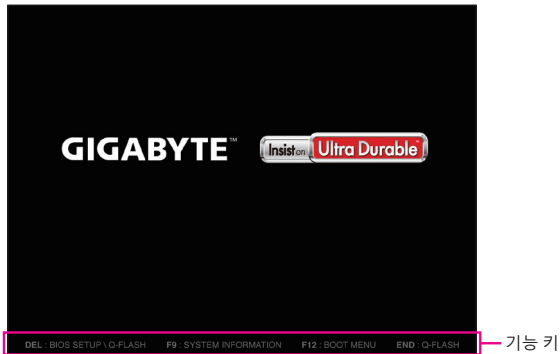 GIGABYTE™
Insist on Ultra Durable™
DEL : BIOS SETUP \ Q-FLASH F9 : SYSTEM INFORMATION F12 : BOOT MENU END : Q-FLASH
기능 키